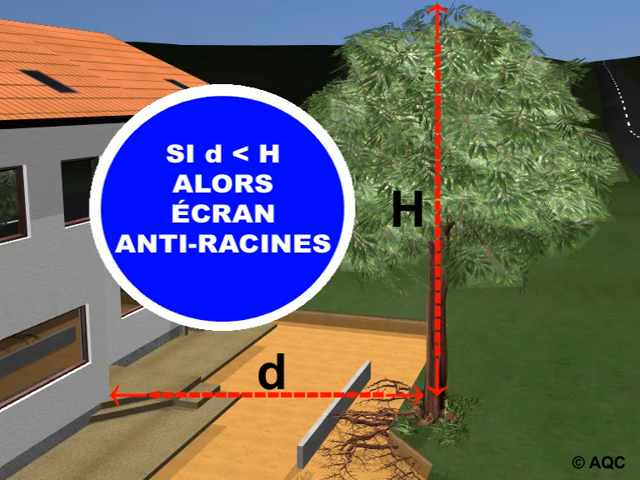 SI d < H
ALORS
ÉCRAN
ANTI-RACINES
H
d
© AQC